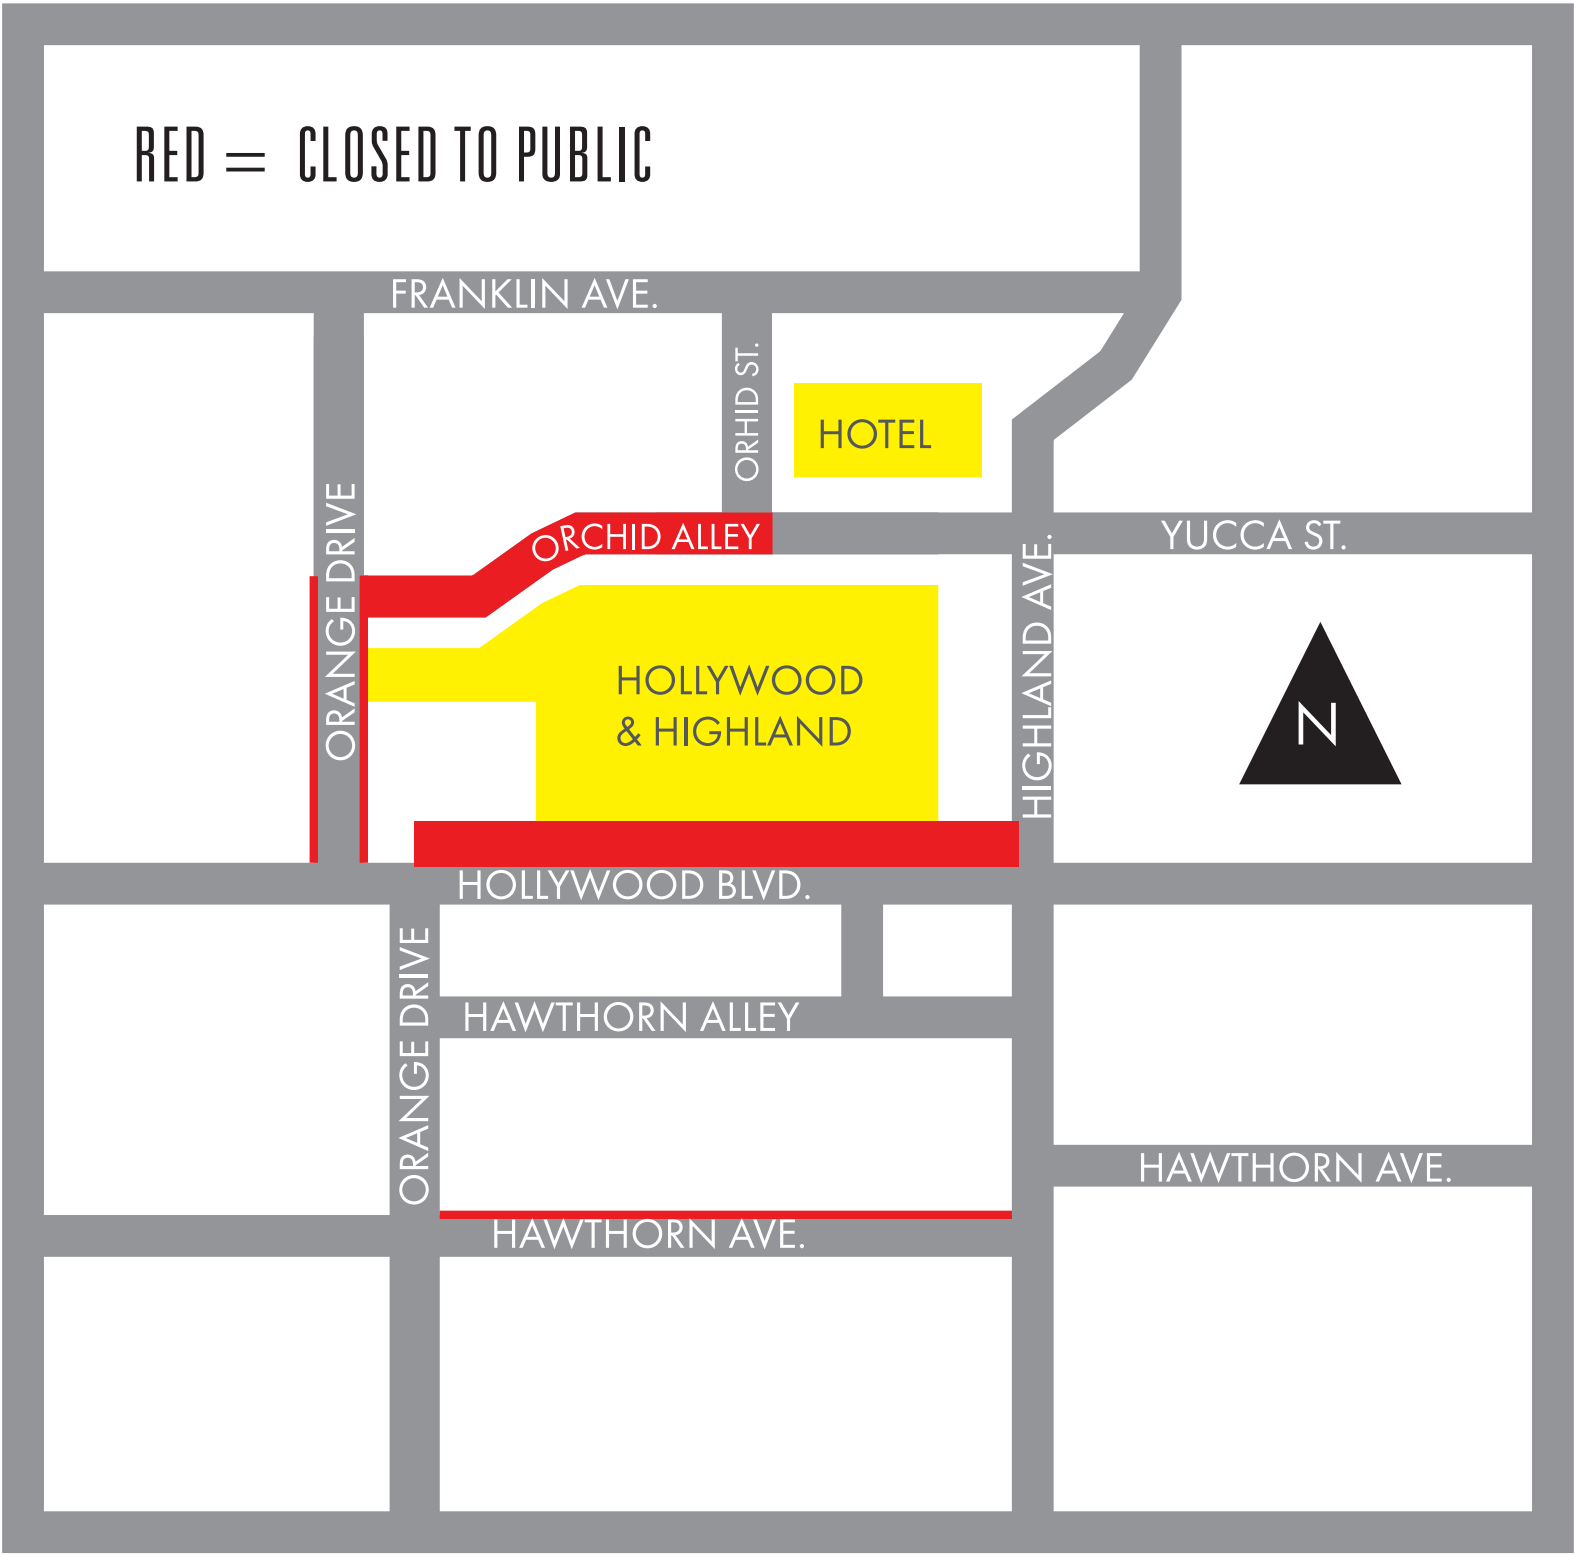 RED = CLOSED TO PUBLIC
FRANKLIN AVE.
ORHID ST.
HOTEL
ORANGE DRIVE
ORCHID ALLEY
YUCCA ST.
HIGHLAND AVE.
HOLLYWOOD
& HIGHLAND
N
HOLLYWOOD BLVD.
ORANGE DRIVE
HAWTHORN ALLEY
HAWTHORN AVE.
HAWTHORN AVE.